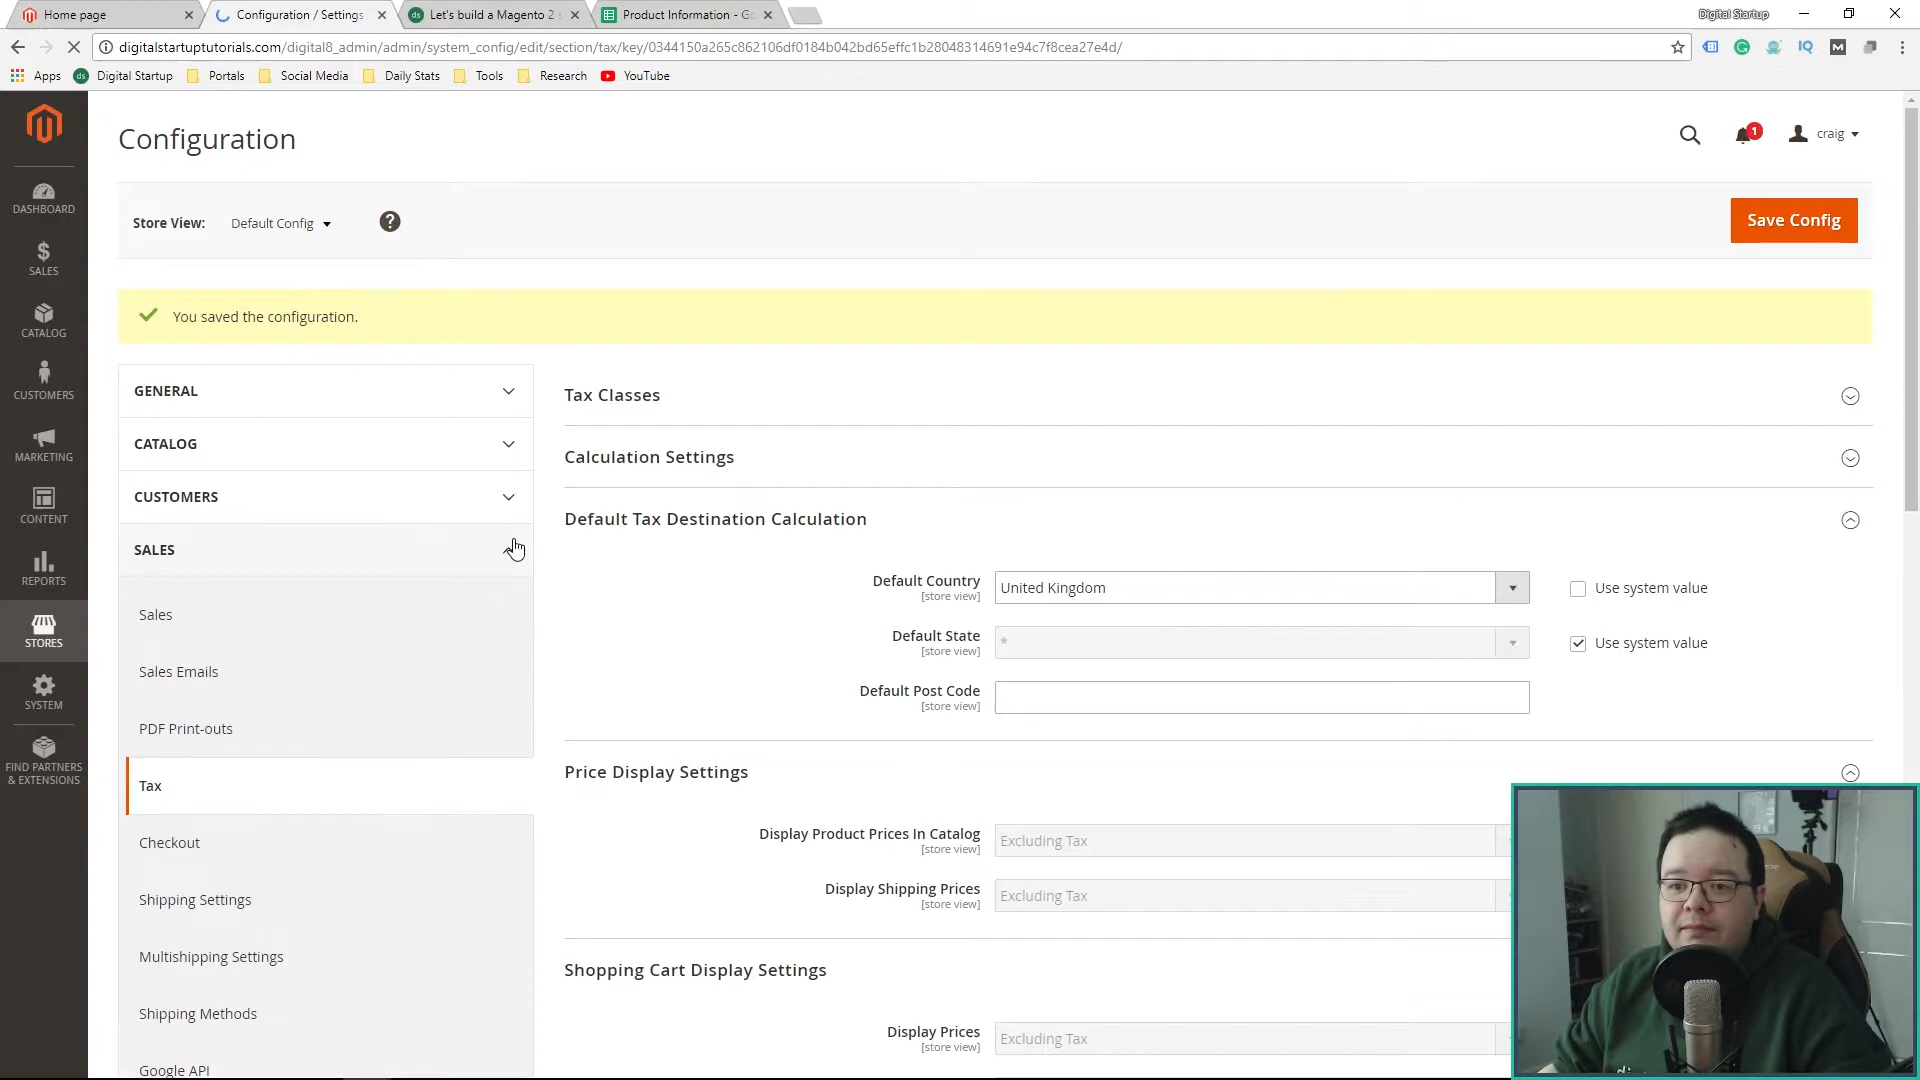 Home page
Configuration / Settings
Let's build a Magento 2
Product Information - Go
Digital Startup
digitalstartuptutorials.com/digital8_admin/admin/system_config/edit/section/tax/key/0344150a265c862106df0184b042bd65effc1b28048314691e94c7f8cea27e4d/
Apps
Digital Startup
Portals
Social Media
Daily Stats
Tools
Research
YouTube
Configuration
1
craig
Store View:
Default Config
?
Save Config
You saved the configuration.
DASHBOARD
SALES
CATALOG
CUSTOMERS
MARKETING
CONTENT
REPORTS
STORES
SYSTEM
FIND PARTNERS
& EXTENSIONS
GENERAL
CATALOG
CUSTOMERS
SALES
Sales
Sales Emails
PDF Print-outs
Tax
Checkout
Shipping Settings
Multishipping Settings
Shipping Methods
Google API
Tax Classes
Calculation Settings
Default Tax Destination Calculation
Default Country
[store view]
United Kingdom
Use system value
Default State
[store view]
*
Use system value
Default Post Code
[store view]
Price Display Settings
Display Product Prices In Catalog
[store view]
Excluding Tax
Display Shipping Prices
[store view]
Excluding Tax
Shopping Cart Display Settings
Display Prices
[store view]
Excluding Tax